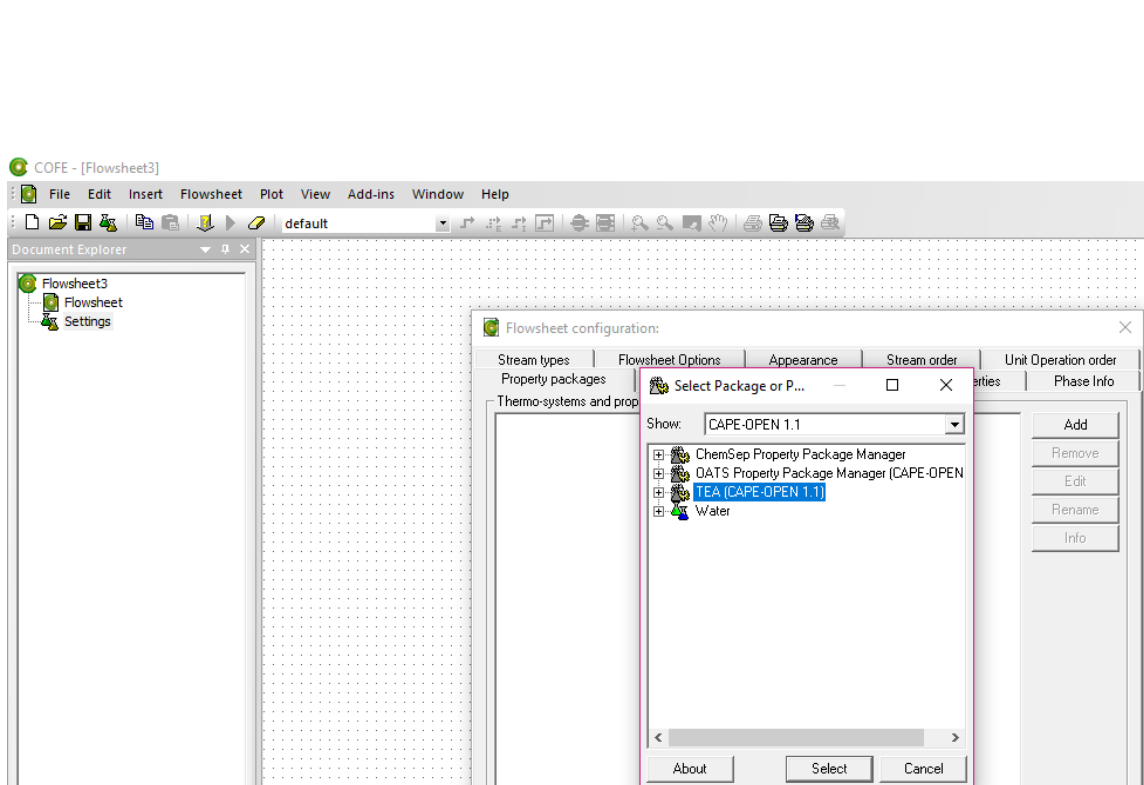 COFE - [Flowsheet3]
File Edit Insert Flowsheet Plot View Add-ins Window Help
default
Document Explorer
Flowsheet3
Flowsheet
Settings
Flowsheet configuration:
Stream types Flowsheet Options Appearance Stream order Unit Operation order
Property packages erties Phase Info
Thermo-systems and prop
Select Package or P...
Show: CAPE-OPEN 1.1
ChemSep Property Package Manager
OATS Property Package Manager (CAPE-OPEN
TEA (CAPE-OPEN 1.1)
Water
About Select Cancel
Add
Remove
Edit
Rename
Info